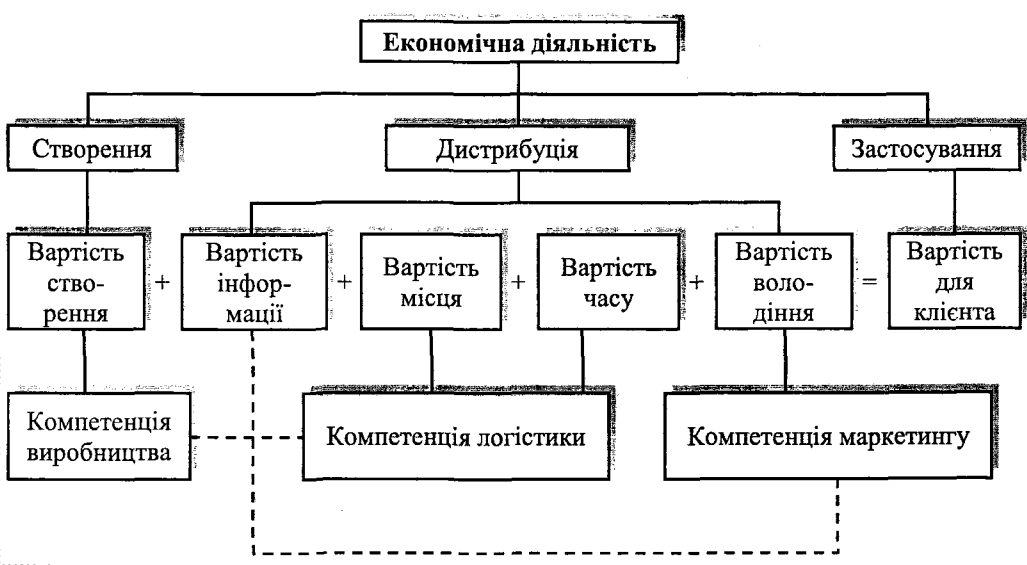 Економічна діяльність
Створення
Дистрибуція
Застосування
Вартість
ство-
рення
+
Вартість
інфор-
мації
+
Вартість
місця
+
Вартість
часу
+
Вартість
воло-
діння
=
Вартість
для
клієнта
Компетенція
виробництва
Компетенція логістики
Компетенція маркетингу